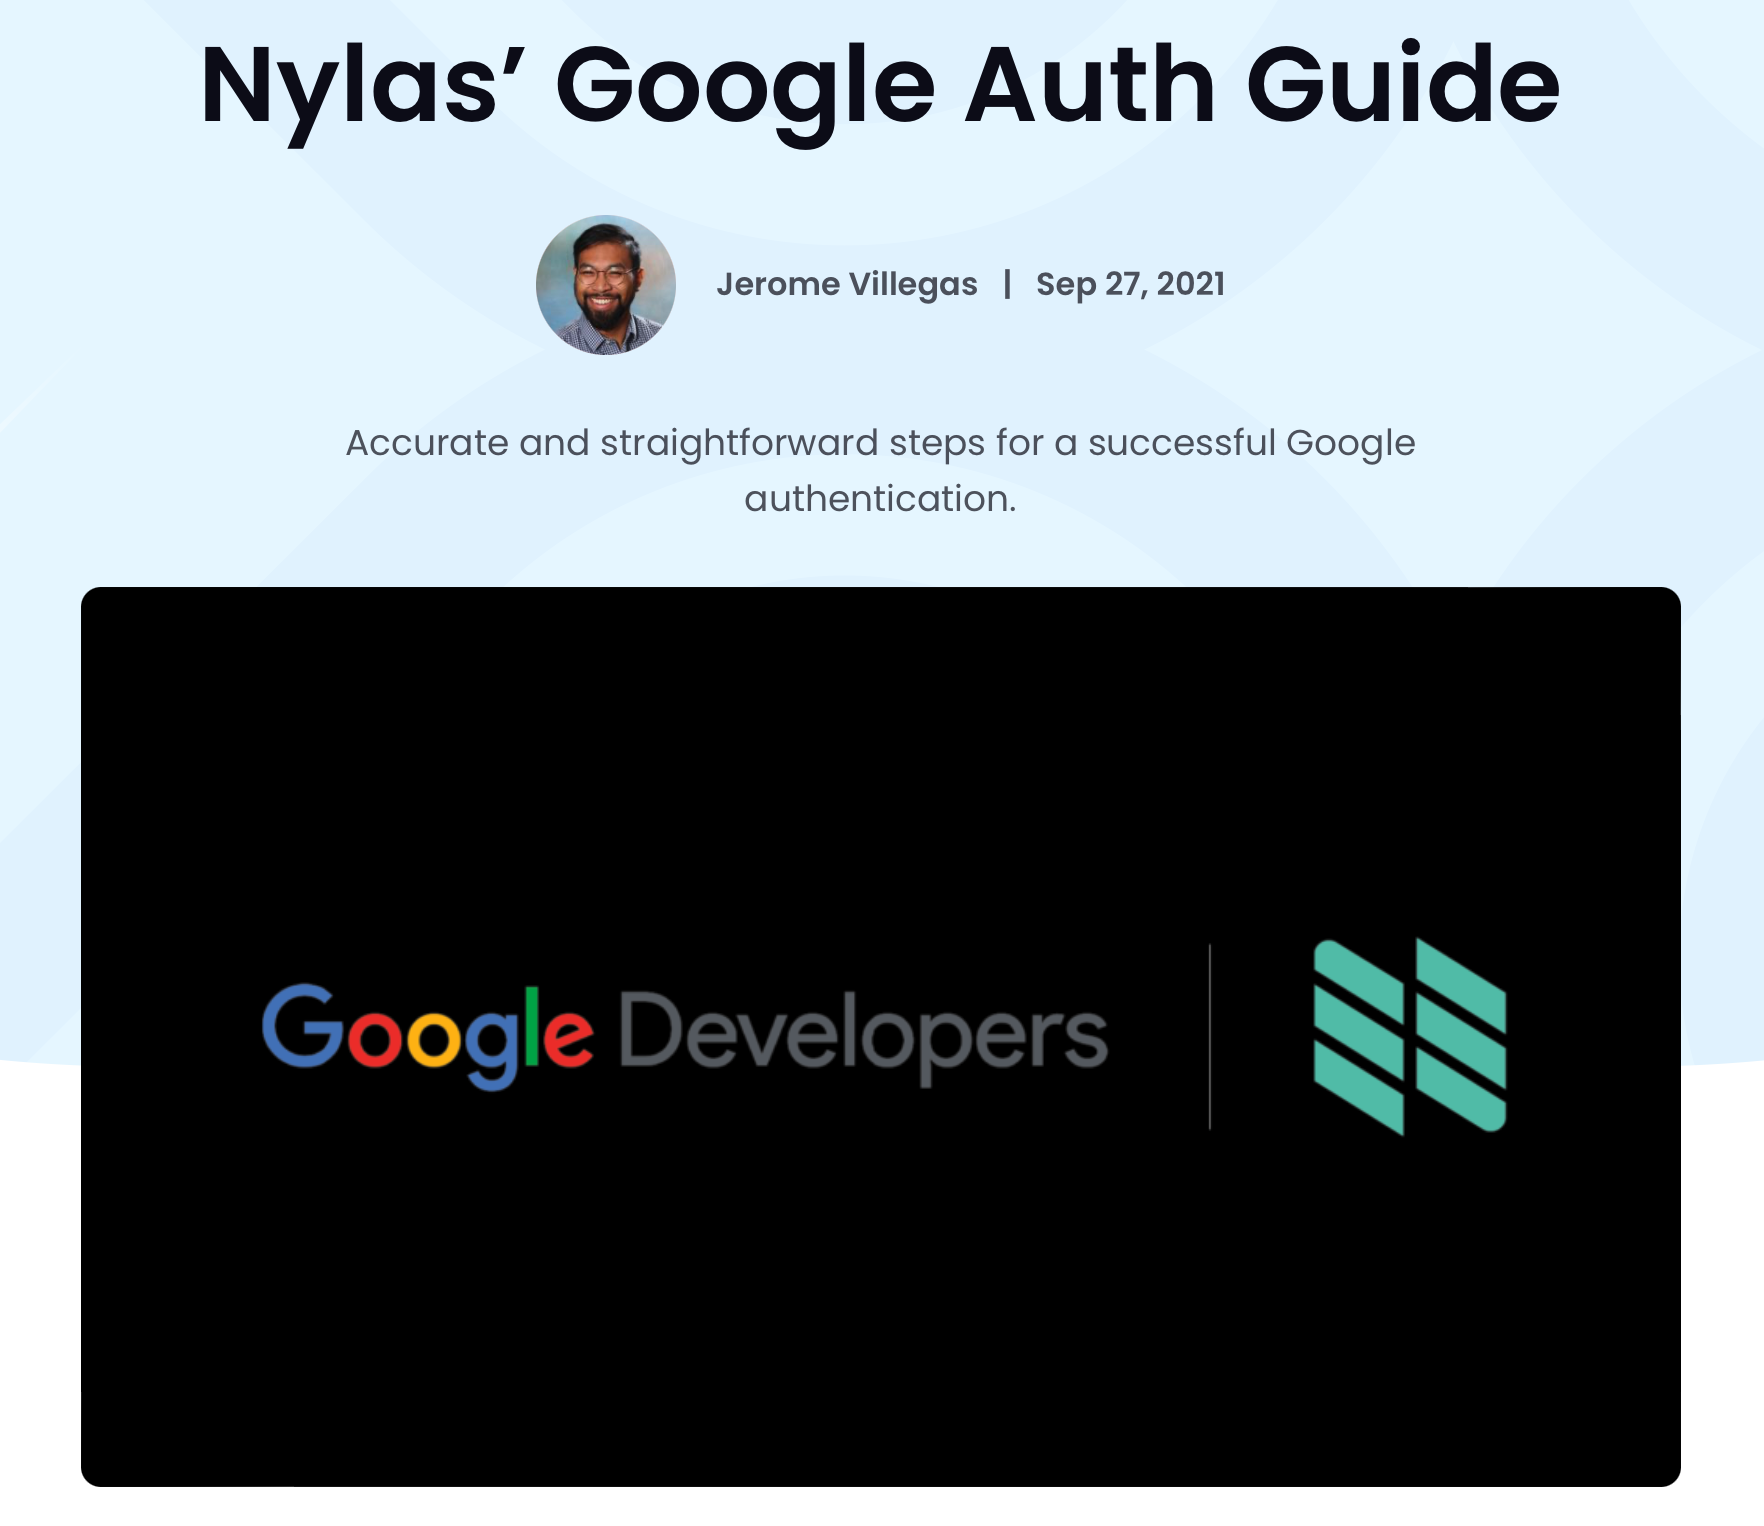 Nylas’ Google Auth Guide
Jerome Villegas | Sep 27, 2021
Accurate and straightforward steps for a successful Google
authentication.
Google Developers